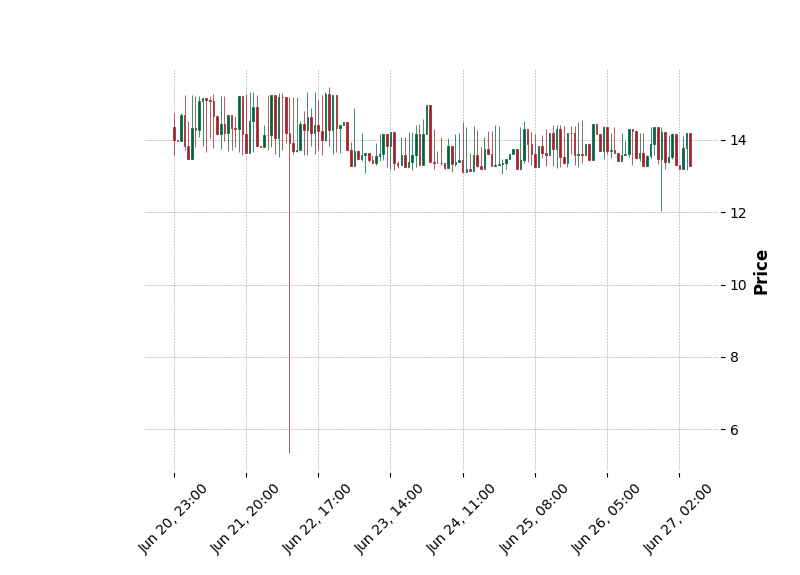 14
12
10
8
6
Price
Jun 20, 23:00
Jun 21, 20:00
Jun 22, 17:00
Jun 23, 14:00
Jun 24, 11:00
Jun 25, 08:00
Jun 26, 05:00
Jun 27, 02:00